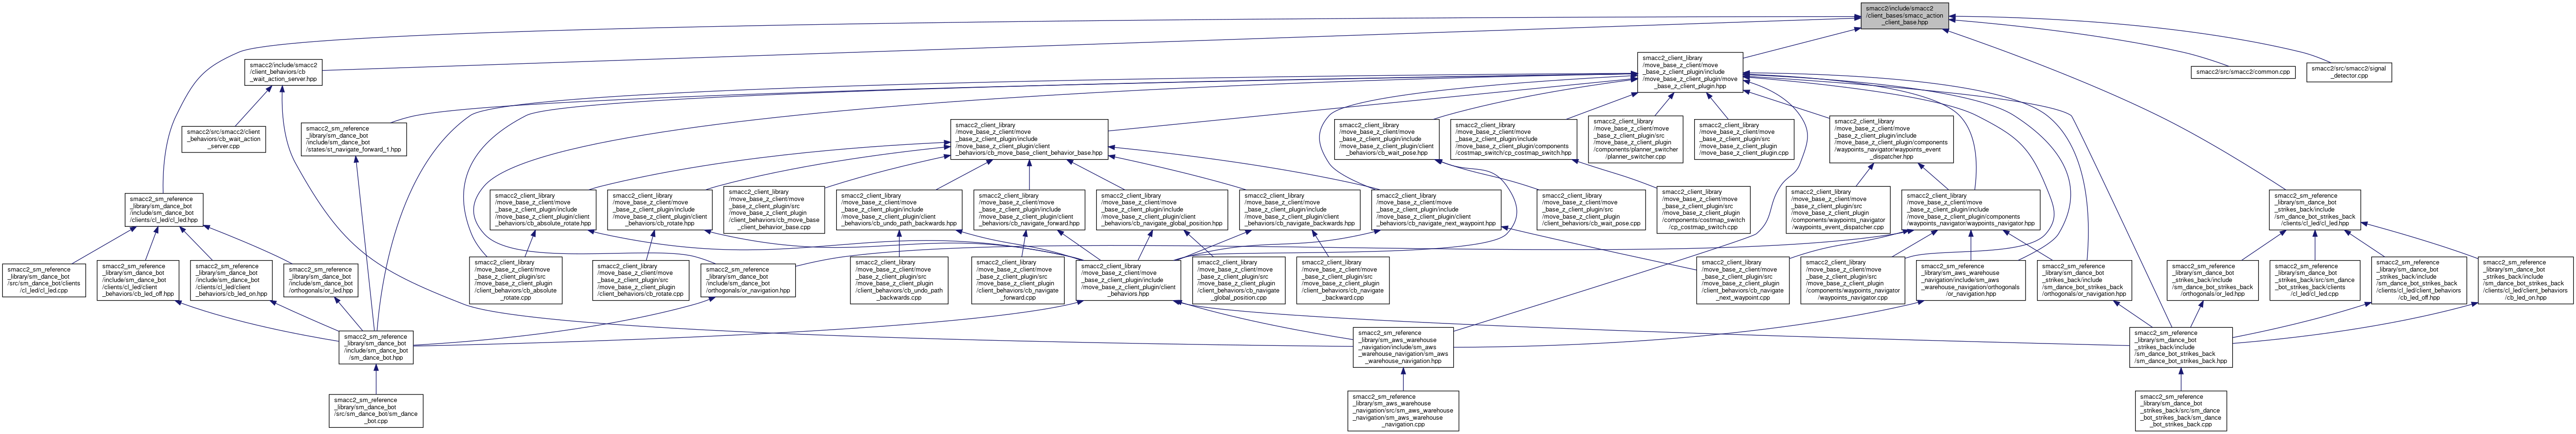 smacc2/include/smacc2
/client_bases/smacc_action
_client_base.hpp
smacc2/include/smacc2
/client_behaviors/cb
_wait_action_server.hpp
smacc2_client_library
/move_base_z_client/move
_base_z_client_plugin/include
/move_base_z_client_plugin/move
_base_z_client_plugin.hpp
smacc2/src/smacc2/common.cpp
smacc2/src/smacc2/signal
_detector.cpp
smacc2/src/smacc2/client
_behaviors/cb_wait_action
_server.cpp
smacc2_sm_reference
_library/sm_dance_bot
/include/sm_dance_bot
/states/st_navigate_forward_1.hpp
smacc2_client_library
/move_base_z_client/move
_base_z_client_plugin/include
/move_base_z_client_plugin/client
_behaviors/cb_move_base_client_behavior_base.hpp
smacc2_client_library
/move_base_z_client/move
_base_z_client_plugin/include
/move_base_z_client_plugin/client
_behaviors/cb_wait_pose.hpp
smacc2_client_library
/move_base_z_client/move
_base_z_client_plugin/include
/move_base_z_client_plugin/components
/costmap_switch/cp_costmap_switch.hpp
smacc2_client_library
/move_base_z_client/move
_base_z_client_plugin/src
/move_base_z_client_plugin
/components/planner_switcher
/planner_switcher.cpp
smacc2_client_library
/move_base_z_client/move
_base_z_client_plugin/src
/move_base_z_client_plugin
/move_base_z_client_plugin.cpp
smacc2_client_library
/move_base_z_client/move
_base_z_client_plugin/include
/move_base_z_client_plugin/components
/waypoints_navigator/waypoints_event
_dispatcher.hpp
smacc2_sm_reference
_library/sm_dance_bot
/include/sm_dance_bot
/clients/cl_led/cl_led.hpp
smacc2_client_library
/move_base_z_client/move
_base_z_client_plugin/include
/move_base_z_client_plugin/client
_behaviors/cb_absolute_rotate.hpp
smacc2_client_library
/move_base_z_client/move
_base_z_client_plugin/include
/move_base_z_client_plugin/client
_behaviors/cb_rotate.hpp
smacc2_client_library
/move_base_z_client/move
_base_z_client_plugin/src
/move_base_z_client_plugin
/client_behaviors/cb_move_base
_client_behavior_base.cpp
smacc2_client_library
/move_base_z_client/move
_base_z_client_plugin/include
/move_base_z_client_plugin/client
_behaviors/cb_undo_path_backwards.hpp
smacc2_client_library
/move_base_z_client/move
_base_z_client_plugin/include
/move_base_z_client_plugin/client
_behaviors/cb_navigate_forward.hpp
smacc2_client_library
/move_base_z_client/move
_base_z_client_plugin/include
/move_base_z_client_plugin/client
_behaviors/cb_navigate_global_position.hpp
smacc2_client_library
/move_base_z_client/move
_base_z_client_plugin/include
/move_base_z_client_plugin/client
_behaviors/cb_navigate_backwards.hpp
smacc2_client_library
/move_base_z_client/move
_base_z_client_plugin/include
/move_base_z_client_plugin/client
_behaviors/cb_navigate_next_waypoint.hpp
smacc2_client_library
/move_base_z_client/move
_base_z_client_plugin/src
/move_base_z_client_plugin
/client_behaviors/cb_wait_pose.cpp
smacc2_client_library
/move_base_z_client/move
_base_z_client_plugin/src
/move_base_z_client_plugin
/components/costmap_switch
/cp_costmap_switch.cpp
smacc2_client_library
/move_base_z_client/move
_base_z_client_plugin/src
/move_base_z_client_plugin
/components/waypoints_navigator
/waypoints_event_dispatcher.cpp
smacc2_client_library
/move_base_z_client/move
_base_z_client_plugin/include
/move_base_z_client_plugin/components
/waypoints_navigator/waypoints_navigator.hpp
smacc2_sm_reference
_library/sm_dance_bot
_strikes_back/include
/sm_dance_bot_strikes_back
/clients/cl_led/cl_led.hpp
smacc2_sm_reference
_library/sm_dance_bot
/src/sm_dance_bot/clients
/cl_led/cl_led.cpp
smacc2_sm_reference
_library/sm_dance_bot
/include/sm_dance_bot
/clients/cl_led/client
_behaviors/cb_led_off.hpp
smacc2_sm_reference
_library/sm_dance_bot
/include/sm_dance_bot
/clients/cl_led/client
_behaviors/cb_led_on.hpp
smacc2_sm_reference
_library/sm_dance_bot
/include/sm_dance_bot
/orthogonals/or_led.hpp
smacc2_client_library
/move_base_z_client/move
_base_z_client_plugin/src
/move_base_z_client_plugin
/client_behaviors/cb_absolute
_rotate.cpp
smacc2_client_library
/move_base_z_client/move
_base_z_client_plugin/src
/move_base_z_client_plugin
/client_behaviors/cb_rotate.cpp
smacc2_sm_reference
_library/sm_dance_bot
/include/sm_dance_bot
/orthogonals/or_navigation.hpp
smacc2_client_library
/move_base_z_client/move
_base_z_client_plugin/src
/move_base_z_client_plugin
/client_behaviors/cb_undo_path
_backwards.cpp
smacc2_client_library
/move_base_z_client/move
_base_z_client_plugin/src
/move_base_z_client_plugin
/client_behaviors/cb_navigate
_forward.cpp
smacc2_client_library
/move_base_z_client/move
_base_z_client_plugin/include
/move_base_z_client_plugin/client
_behaviors.hpp
smacc2_client_library
/move_base_z_client/move
_base_z_client_plugin/src
/move_base_z_client_plugin
/client_behaviors/cb_navigate
_global_position.cpp
smacc2_client_library
/move_base_z_client/move
_base_z_client_plugin/src
/move_base_z_client_plugin
/client_behaviors/cb_navigate
_backward.cpp
smacc2_client_library
/move_base_z_client/move
_base_z_client_plugin/src
/move_base_z_client_plugin
/client_behaviors/cb_navigate
_next_waypoint.cpp
smacc2_client_library
/move_base_z_client/move
_base_z_client_plugin/src
/move_base_z_client_plugin
/components/waypoints_navigator
/waypoints_navigator.cpp
smacc2_sm_reference
_library/sm_aws_warehouse
_navigation/include/sm_aws
_warehouse_navigation/orthogonals
/or_navigation.hpp
smacc2_sm_reference
_library/sm_dance_bot
_strikes_back/include
/sm_dance_bot_strikes_back
/orthogonals/or_navigation.hpp
smacc2_sm_reference
_library/sm_dance_bot
_strikes_back/include
/sm_dance_bot_strikes_back
/orthogonals/or_led.hpp
smacc2_sm_reference
_library/sm_dance_bot
_strikes_back/src/sm_dance
_bot_strikes_back/clients
/cl_led/cl_led.cpp
smacc2_sm_reference
_library/sm_dance_bot
_strikes_back/include
/sm_dance_bot_strikes_back
/clients/cl_led/client_behaviors
/cb_led_off.hpp
smacc2_sm_reference
_library/sm_dance_bot
_strikes_back/include
/sm_dance_bot_strikes_back
/clients/cl_led/client_behaviors
/cb_led_on.hpp
smacc2_sm_reference
_library/sm_dance_bot
/include/sm_dance_bot
/sm_dance_bot.hpp
smacc2_sm_reference
_library/sm_aws_warehouse
_navigation/include/sm_aws
_warehouse_navigation/sm_aws
_warehouse_navigation.hpp
smacc2_sm_reference
_library/sm_dance_bot
_strikes_back/include
/sm_dance_bot_strikes_back
/sm_dance_bot_strikes_back.hpp
smacc2_sm_reference
_library/sm_dance_bot
/src/sm_dance_bot/sm_dance
_bot.cpp
smacc2_sm_reference
_library/sm_aws_warehouse
_navigation/src/sm_aws_warehouse
_navigation/sm_aws_warehouse
_navigation.cpp
smacc2_sm_reference
_library/sm_dance_bot
_strikes_back/src/sm_dance
_bot_strikes_back/sm_dance
_bot_strikes_back.cpp